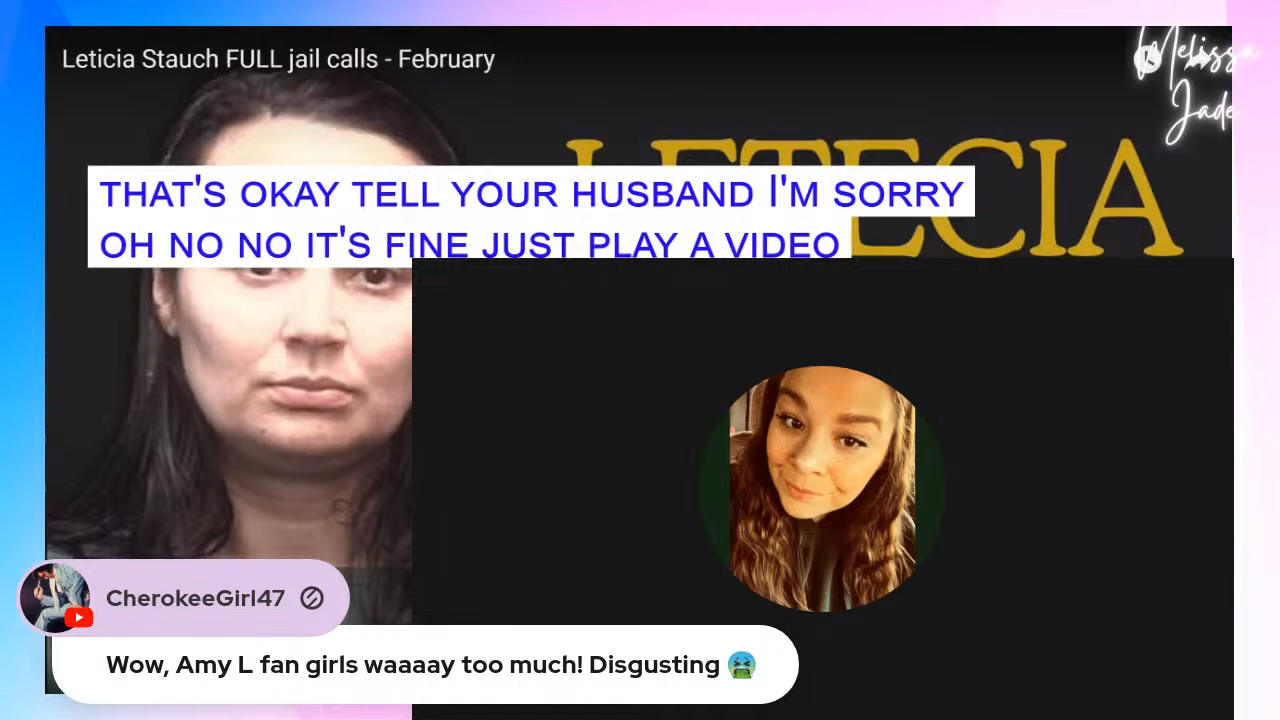 Leticia Stauch FULL jail calls - February
Melissa
Jade
LETECIA
THAT'S OKAY TELL YOUR HUSBAND I'M SORRY
OH NO NO IT'S FINE JUST PLAY A VIDEO
CherokeeGirl47
Wow, Amy L fan girls waaaay too much! Disgusting 🤮